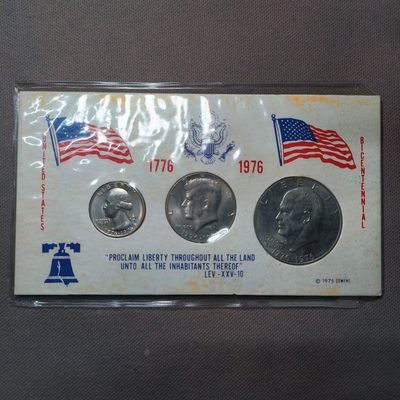 UNITED STATES
1776 1976
BICENTENNIAL
LIBERTY
"PROCLAIM LIBERTY THROUGHOUT ALL THE LAND
UNTO ALL THE INHABITANTS THEREOF"
LEV-XXV-10